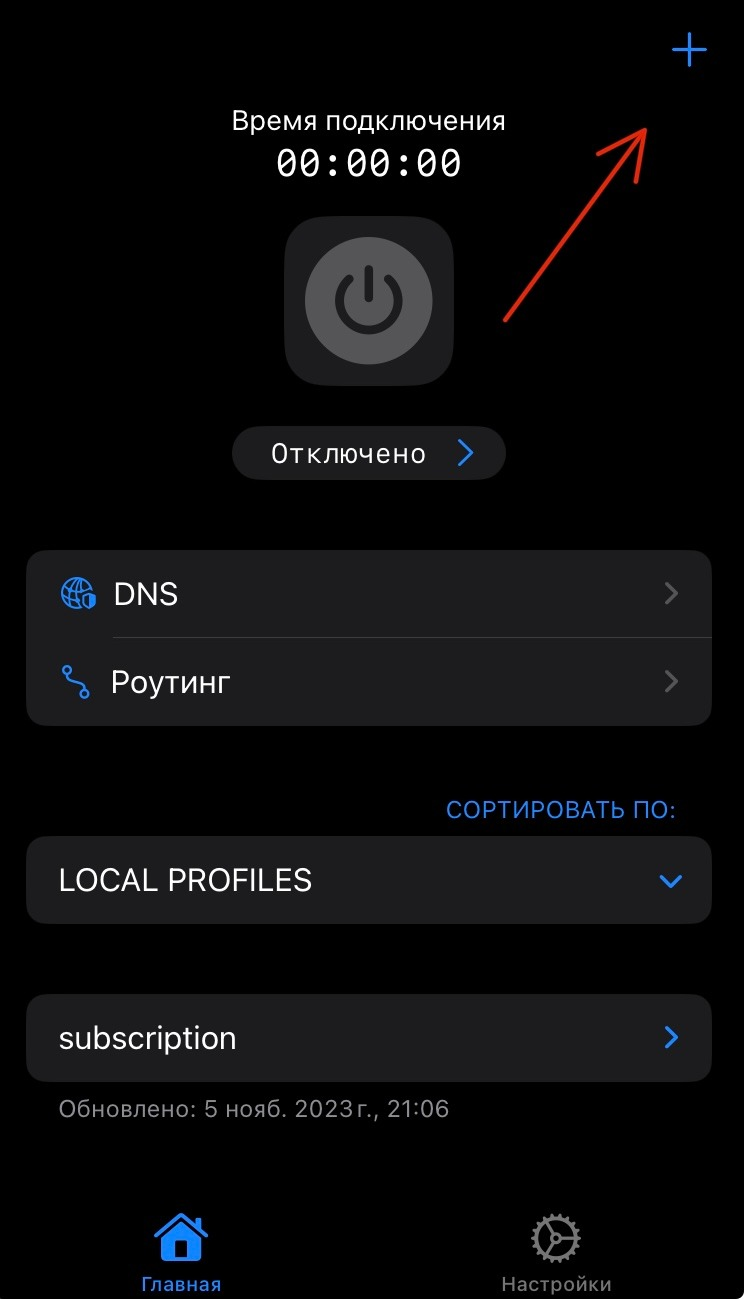 Время подключения
00:00:00
Отключено
DNS
Роутинг
СОРТИРОВАТЬ ПО:
LOCAL PROFILES
subscription
Обновлено: 5 нояб. 2023 г., 21:06
Главная
Настройки